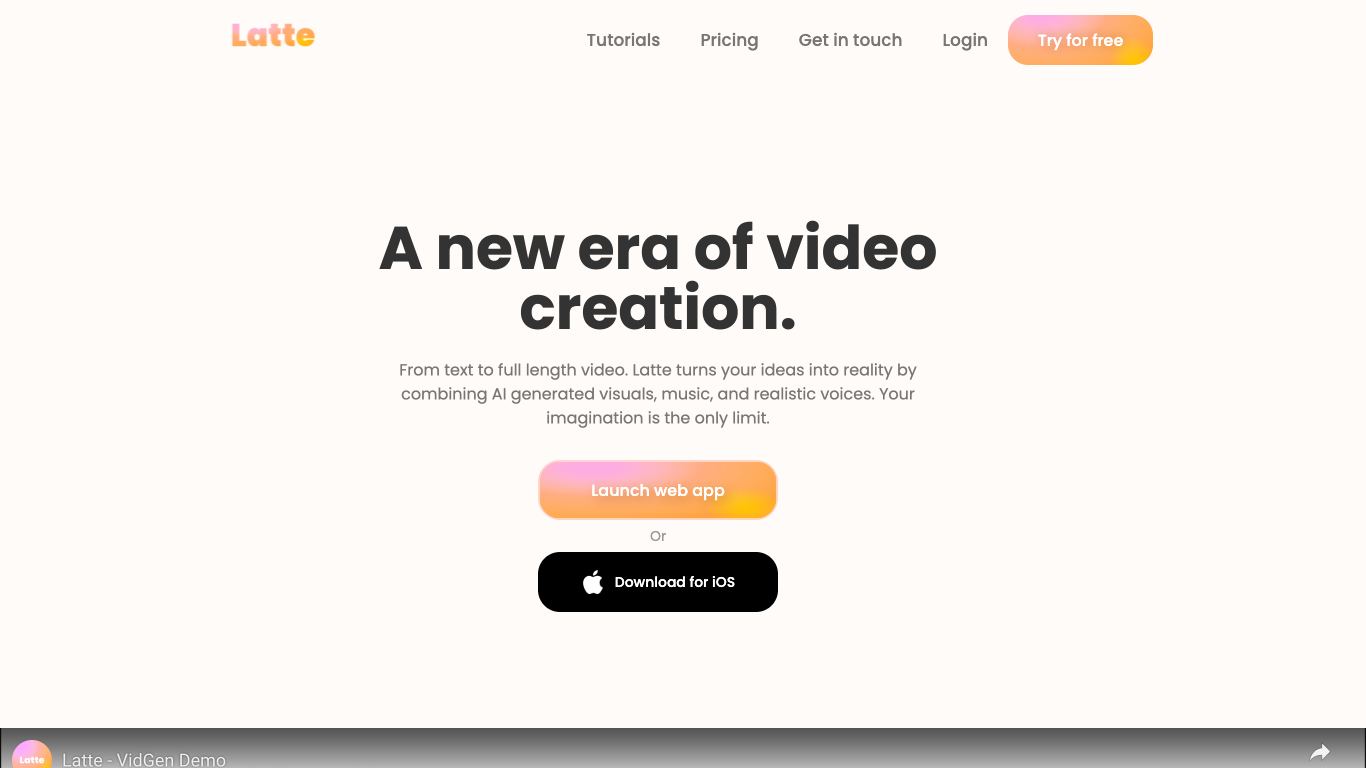 Latte
Tutorials
Pricing
Get in touch
Login
Try for free
A new era of video
creation.
From text to full length video. Latte turns your ideas into reality by
combining AI generated visuals, music, and realistic voices. Your
imagination is the only limit.
Launch web app
Or
Download for iOS
Latte
Latte - VidGen Demo